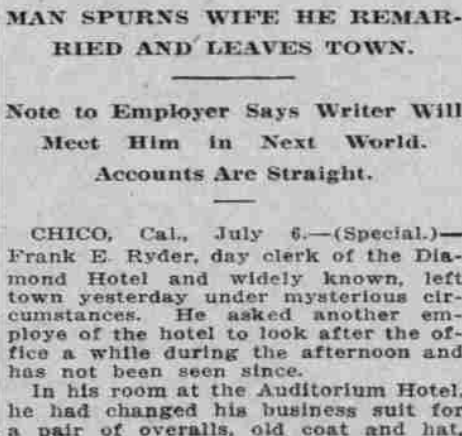 MAN SPURNS WIFE HE REMAR-
RIED AND LEAVES TOWN.
Note to Employer Says Writer Will
Meet Him in Next World.
Accounts Are Straight.
CHICO, Cal., July 6.—(Special.)—
Frank E. Ryder, day clerk of the Dia-
mond Hotel and widely known, left
town yesterday under mysterious cir-
cumstances. He asked another em-
ploye of the hotel to look after the of-
fice a while during the afternoon and
has not been seen since.
In his room at the Auditorium Hotel,
he had changed his business suit for
a pair of overalls, old coat and hat,